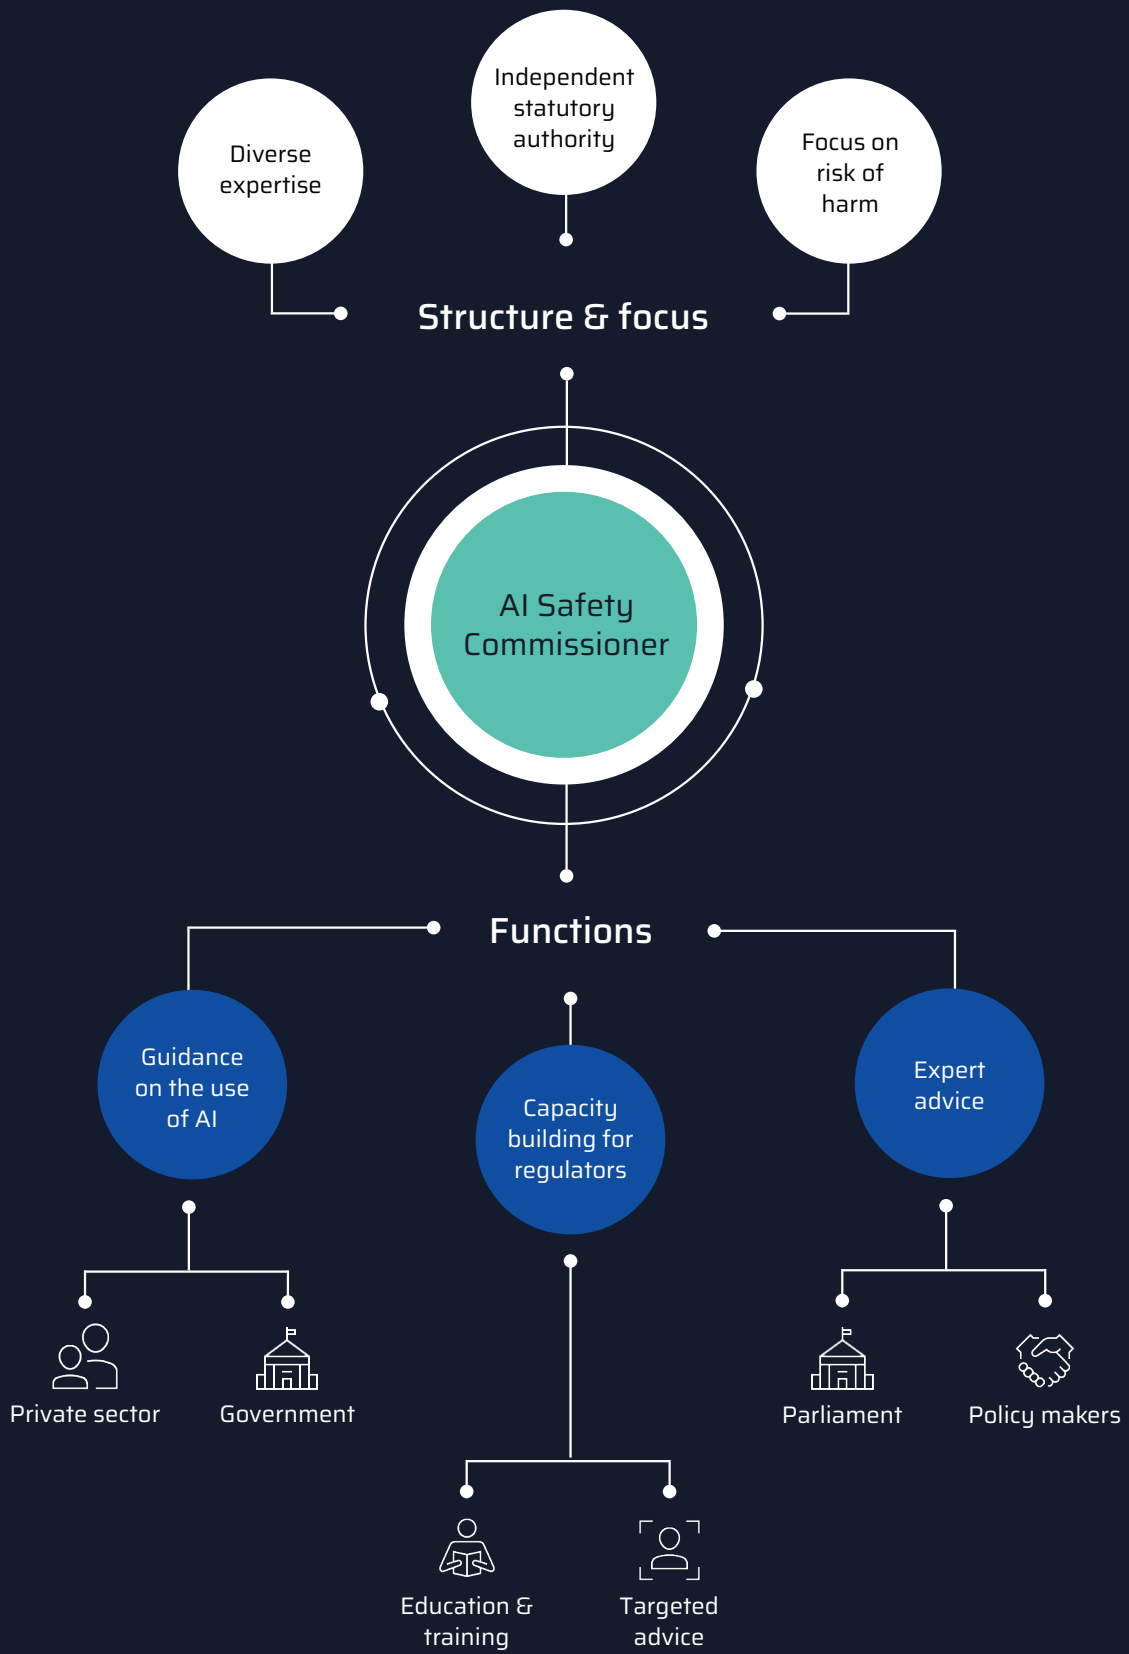 Independent
statutory
authority
Diverse
expertise
Focus on
risk of
harm
Structure & focus
AI Safety
Commissioner
Functions
Guidance
on the use
of AI
Capacity
building for
regulators
Expert
advice
Private sector
Government
Parliament
Policy makers
Education &
training
Targeted
advice